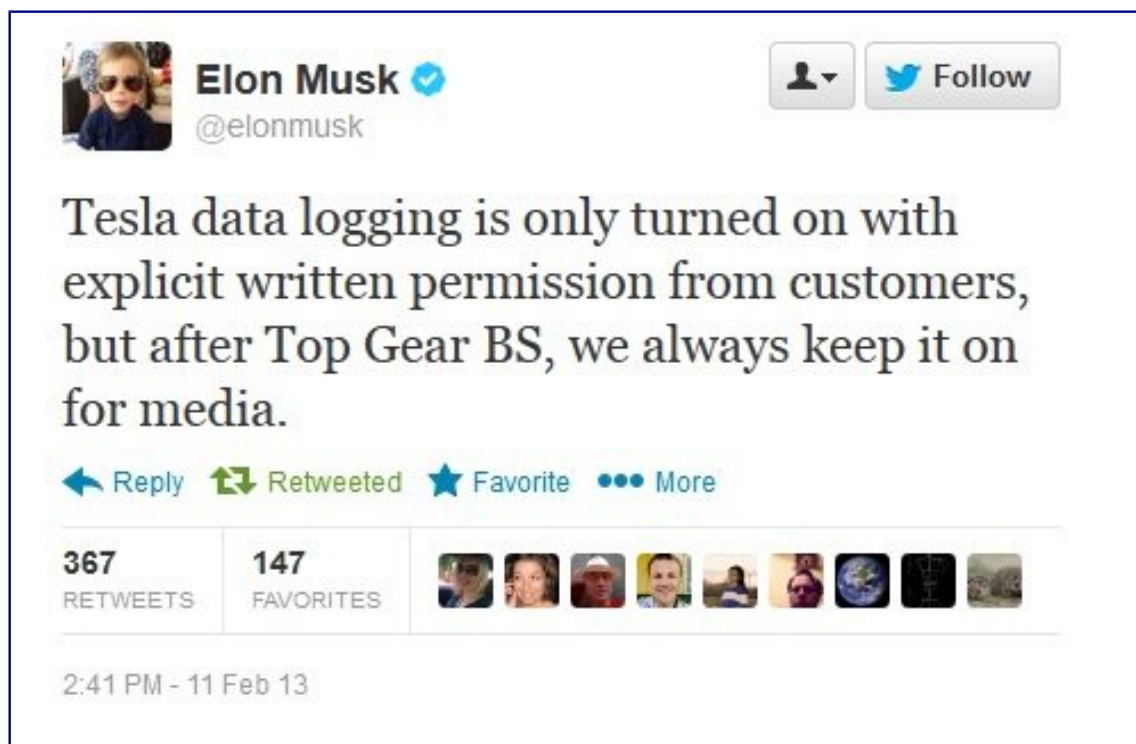 Elon Musk
@elonmusk
Follow
Tesla data logging is only turned on with
explicit written permission from customers,
but after Top Gear BS, we always keep it on
for media.
Reply Retweeted Favorite More
367 147
RETWEETS FAVORITES
2:41 PM - 11 Feb 13